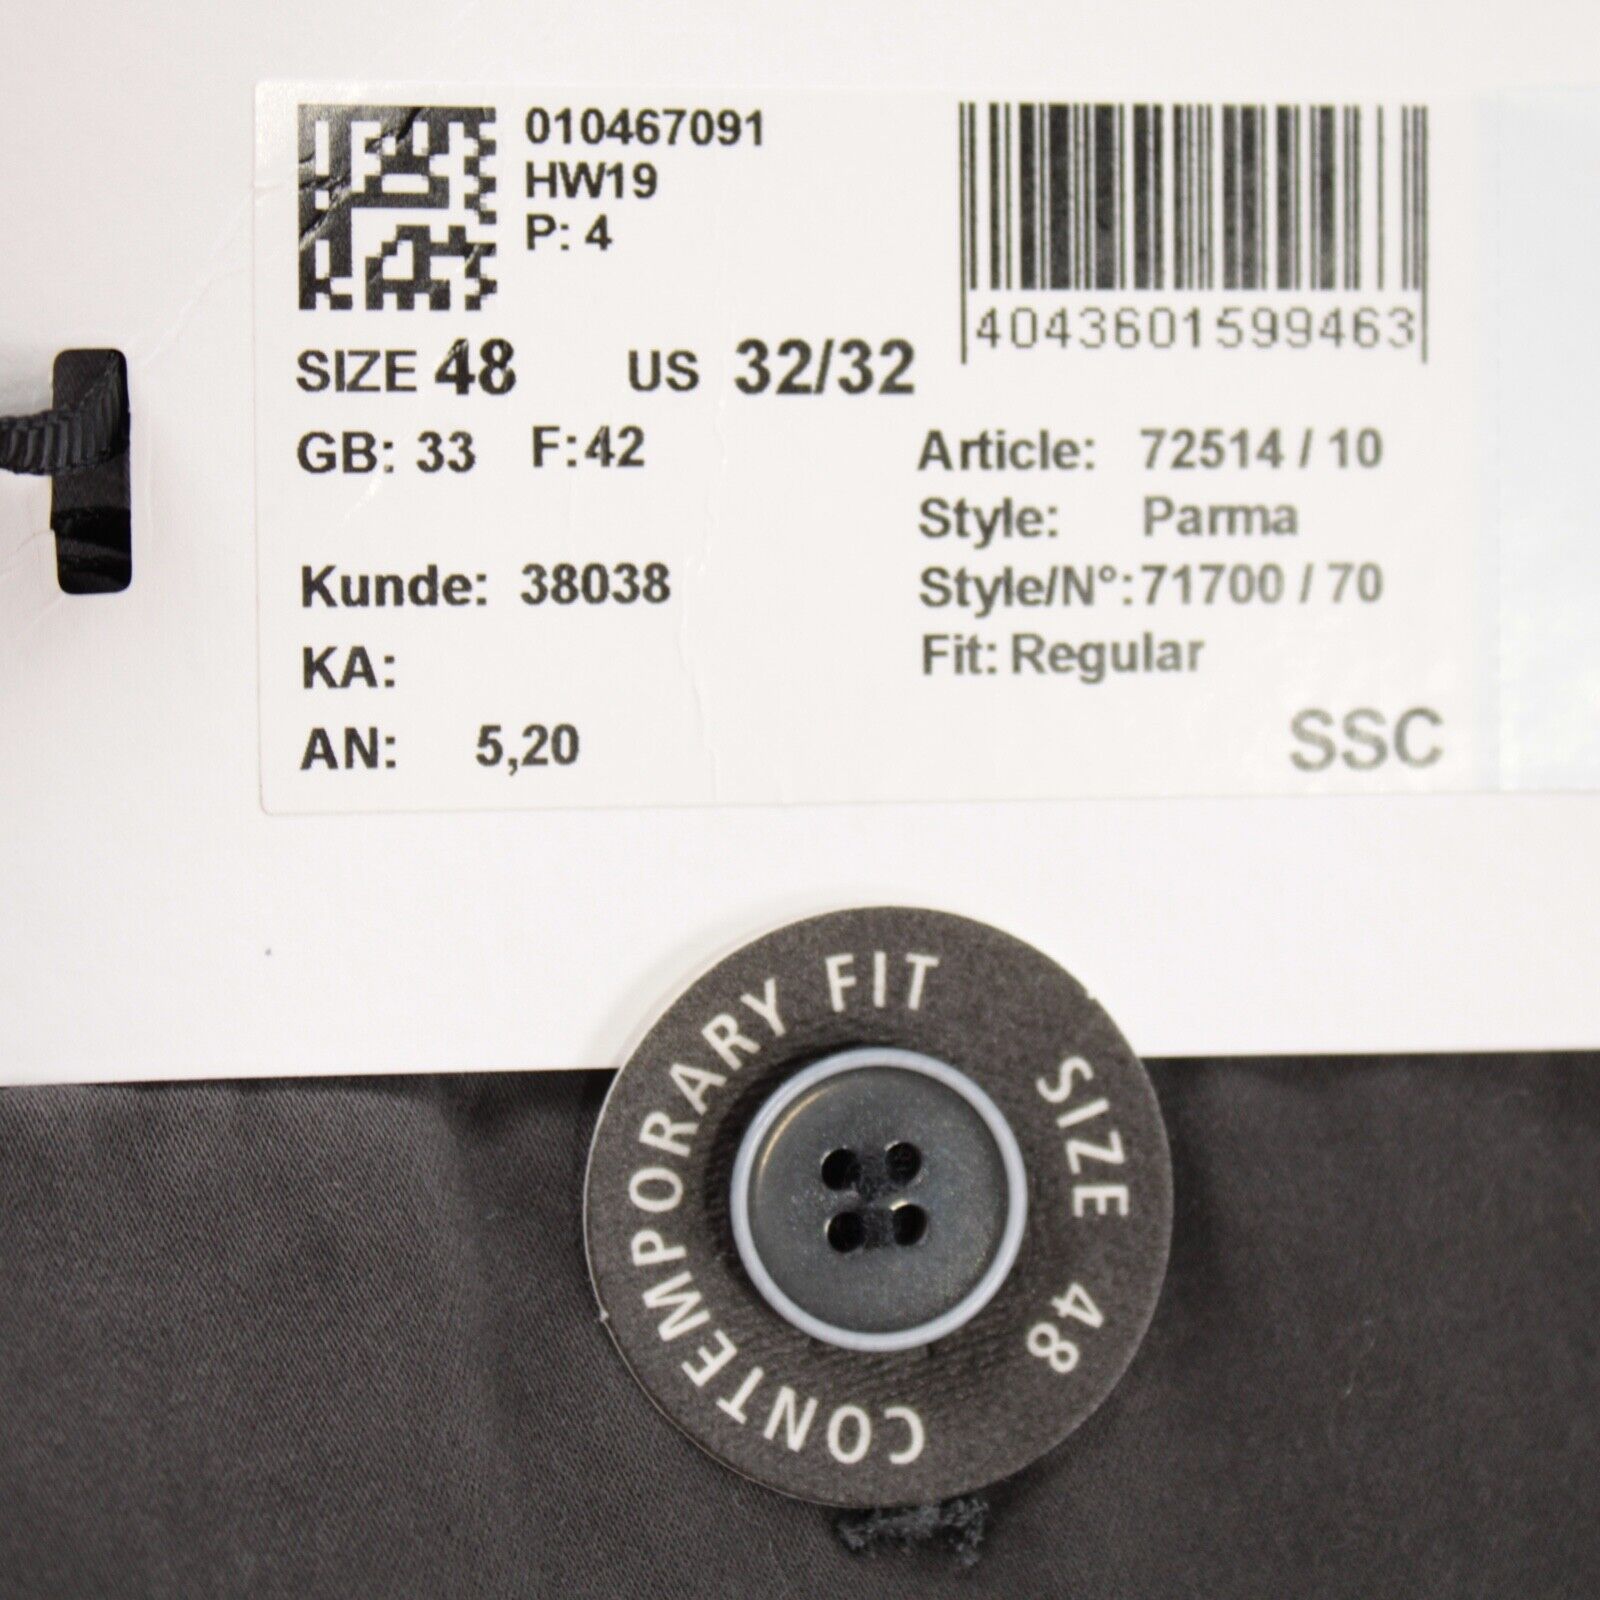 010467091
HW19
P: 4
4043601599463
SIZE 48 US 32/32
GB: 33 F:42
Article: 72514 / 10
Style: Parma
Kunde: 38038
Style/N°:71700 / 70
KA:
Fit: Regular
AN: 5,20
SSC
CONTEMPORARY FIT SIZE 48